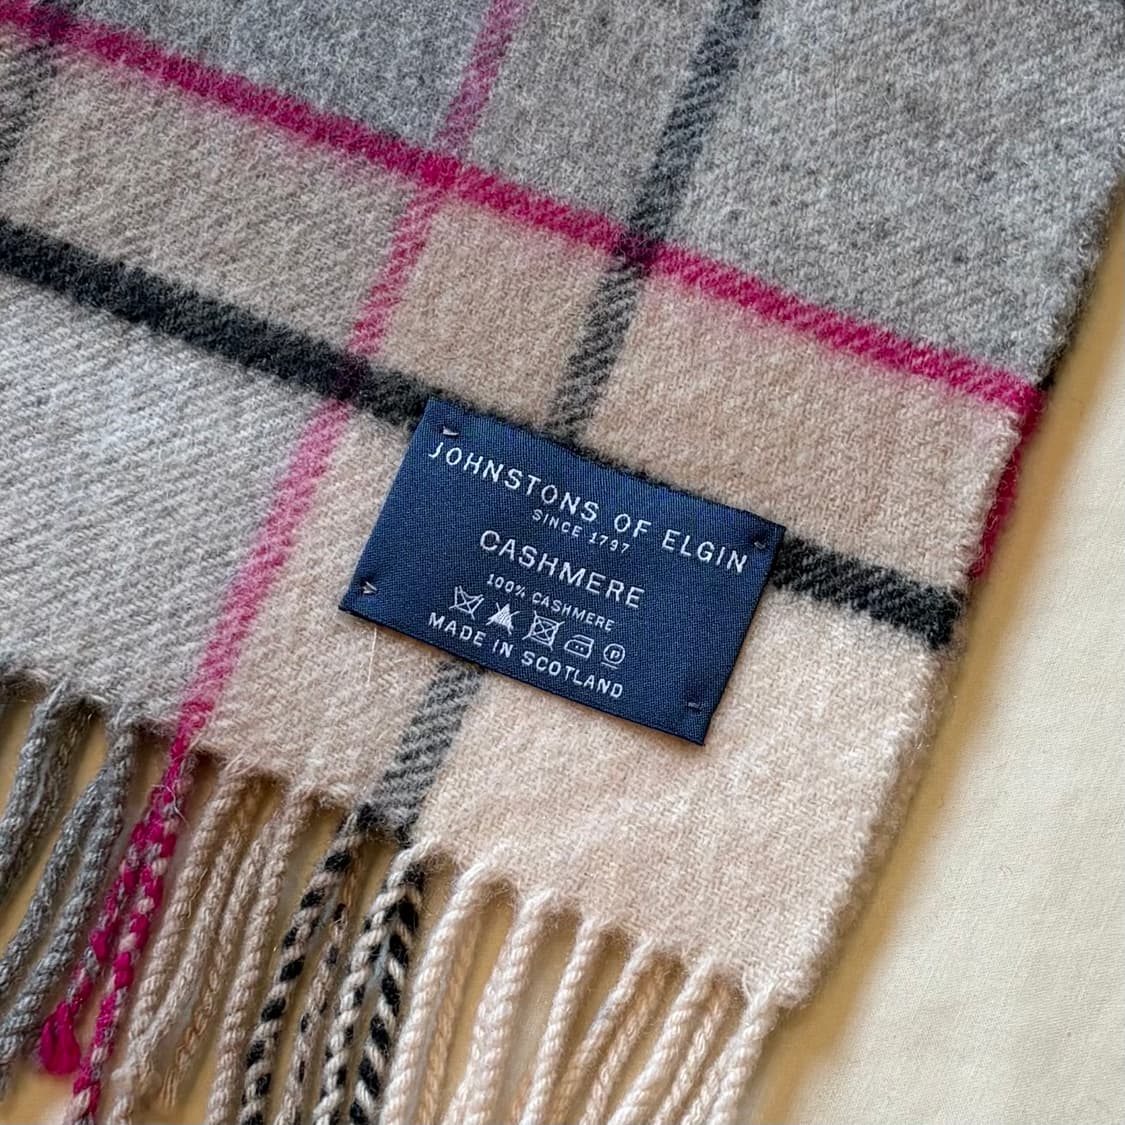 JOHNSTONS OF ELGIN
SINCE 1797
CASHMERE
100% CASHMERE
P
MADE IN SCOTLAND